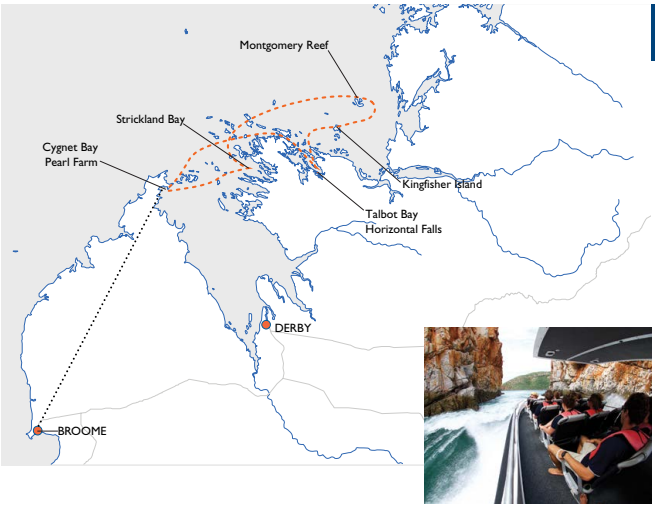 Montgomery Reef
Strickland Bay
Cygnet Bay
Pearl Farm
Kingfisher Island
Talbot Bay
Horizontal Falls
DERBY
BROOME